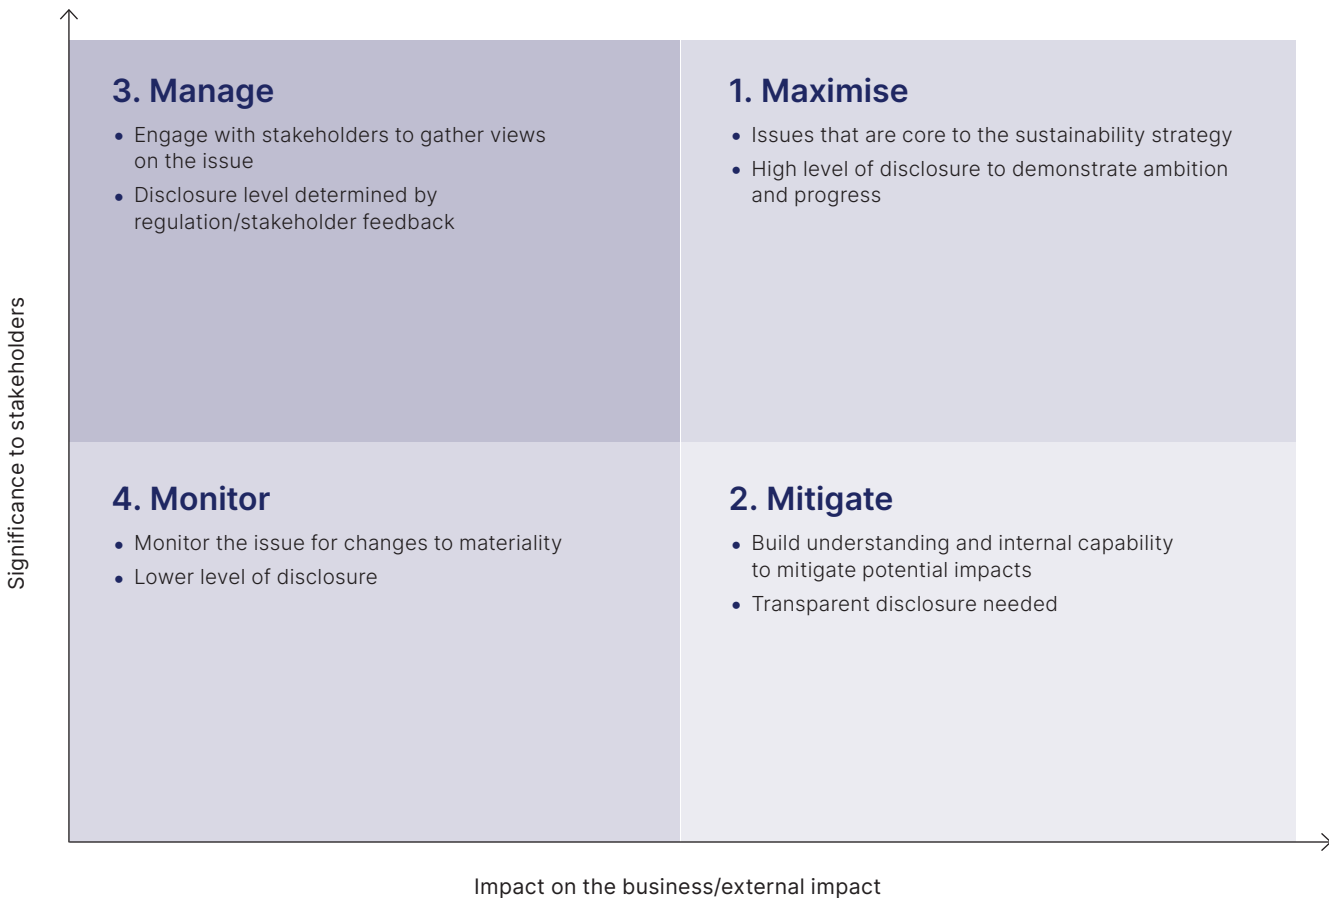 3. Manage
• Engage with stakeholders to gather views
on the issue
• Disclosure level determined by
regulation/stakeholder feedback
1. Maximise
• Issues that are core to the sustainability strategy
• High level of disclosure to demonstrate ambition
and progress
4. Monitor
• Monitor the issue for changes to materiality
• Lower level of disclosure
2. Mitigate
• Build understanding and internal capability
to mitigate potential impacts
• Transparent disclosure needed
Significance to stakeholders
Impact on the business/external impact